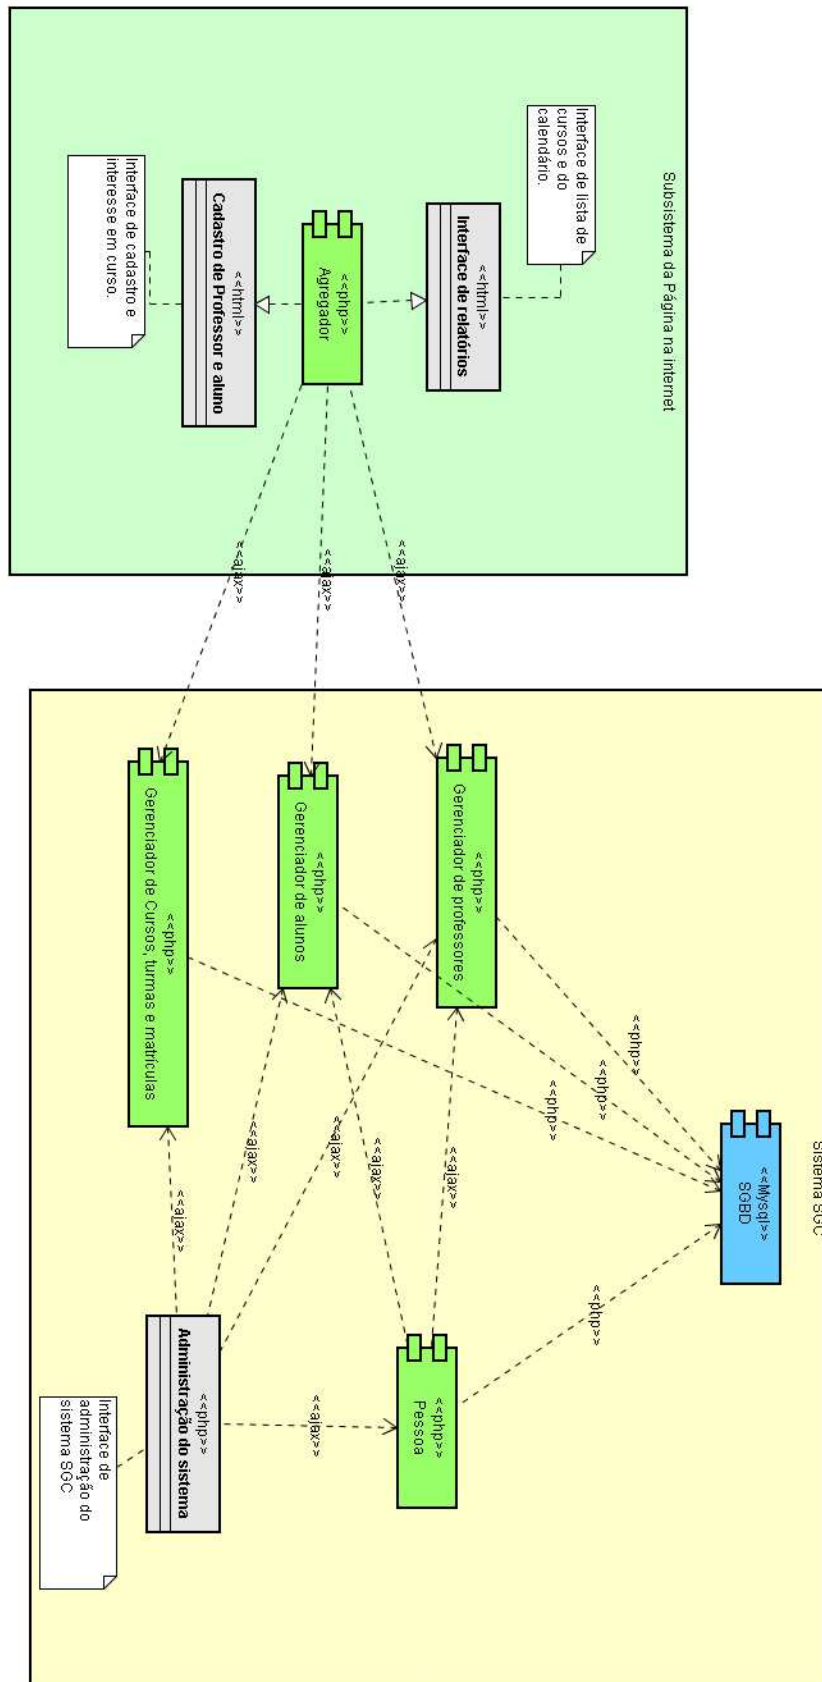 Subsistema da Página na internet
Interface de lista de
cursos e do
calendário.
<<html>>
Interface de relatórios
<<php>>
Agregador
<<html>>
Cadastro de Professor e aluno
Interface de cadastro e
interesse em curso.
<<ajax>>
<<ajax>>
<<ajax>>
Sistema SGC
<<Mysql>>
SGBD
<<php>>
Gerenciador de professores
<<php>>
Gerenciador de alunos
<<php>>
Gerenciador de Cursos, turmas e matrículas
<<php>>
<<php>>
<<php>>
<<php>>
<<ajax>>
<<ajax>>
<<ajax>>
<<ajax>>
<<ajax>>
<<ajax>>
<<php>>
Pessoa
<<php>>
Administração do sistema
Interface de
administração do
sistema SGC